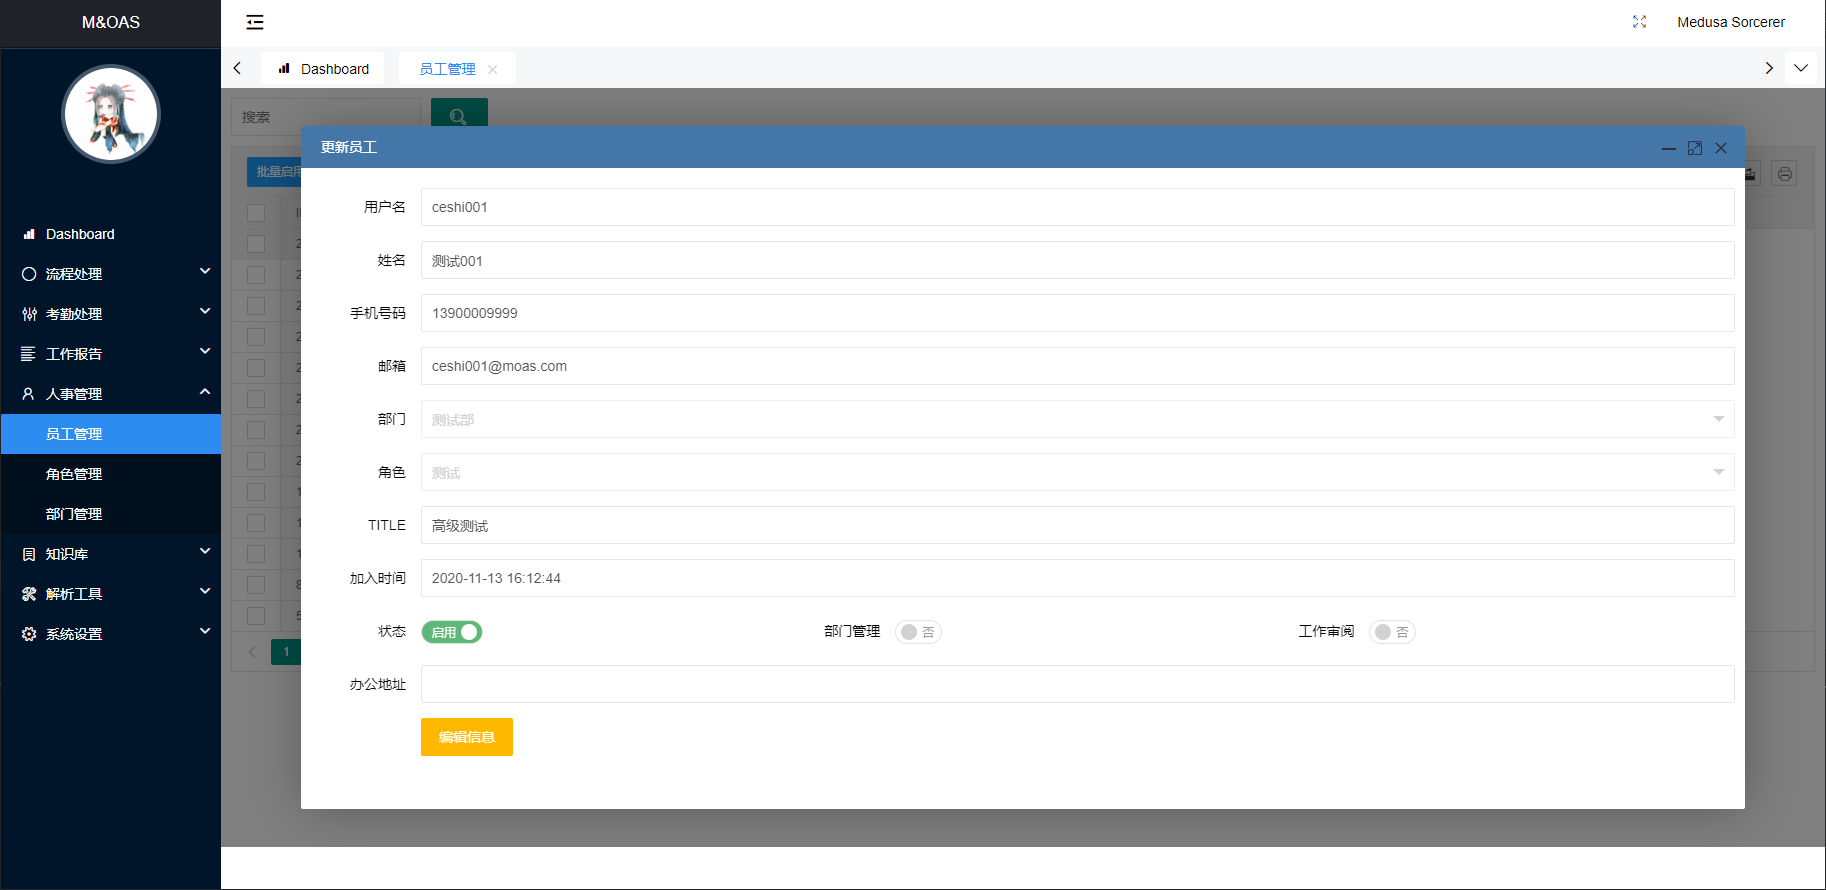 M&OAS
Medusa Sorcerer
Dashboard
员工管理
搜索
批量启用
更新员工
用户名
ceshi001
姓名
测试001
手机号码
13900009999
邮箱
ceshi001@moas.com
部门
测试部
角色
测试
TITLE
高级测试
加入时间
2020-11-13 16:12:44
状态
启用
部门管理
否
工作审阅
否
办公地址
编辑信息
Dashboard
流程处理
考勤处理
工作报告
人事管理
员工管理
角色管理
部门管理
知识库
解析工具
系统设置
1